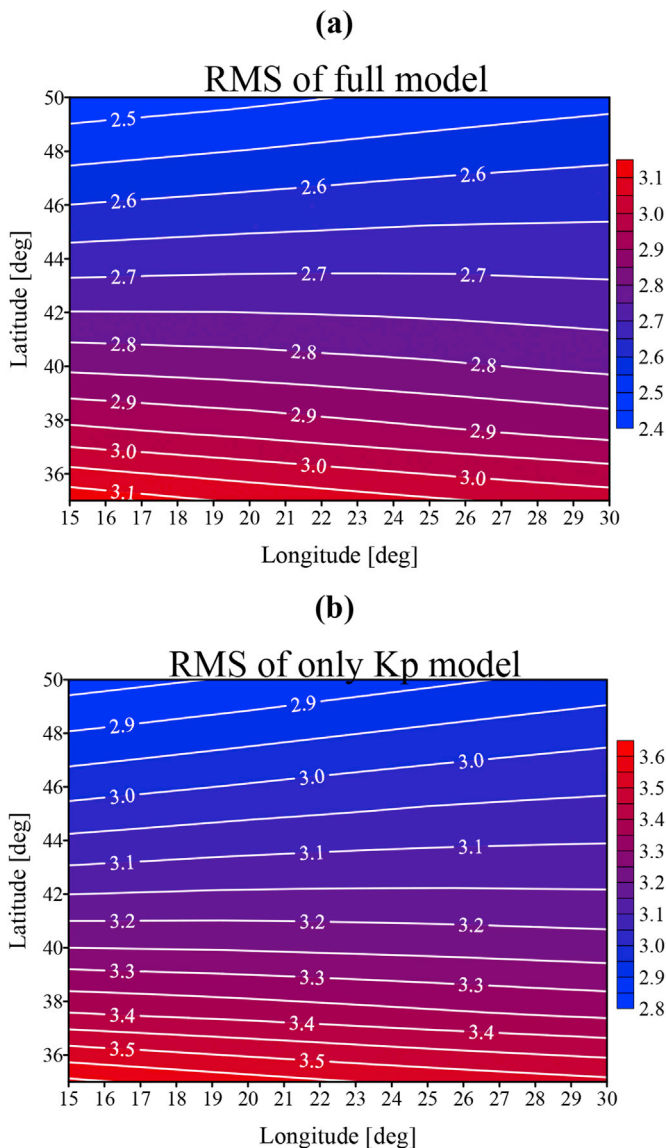 (a)
RMS of full model
50
48
46
44
42
40
38
36
Latitude [deg]
2.5
2.6 2.6 2.6
2.7 2.7 2.7
2.8 2.8 2.8
2.9 2.9 2.9
3.0 3.0 3.0
3.1
3.1
3.0
2.9
2.8
2.7
2.6
2.5
2.4
15 16 17 18 19 20 21 22 23 24 25 26 27 28 29 30
Longitude [deg]
(b)
RMS of only Kp model
50
48
46
44
42
40
38
36
Latitude [deg]
2.9 2.9
3.0 3.0 3.0
3.1 3.1 3.1
3.2 3.2 3.2
3.3 3.3 3.3
3.4 3.4 3.4
3.5 3.5
3.6
3.5
3.4
3.3
3.2
3.1
3.0
2.9
2.8
15 16 17 18 19 20 21 22 23 24 25 26 27 28 29 30
Longitude [deg]